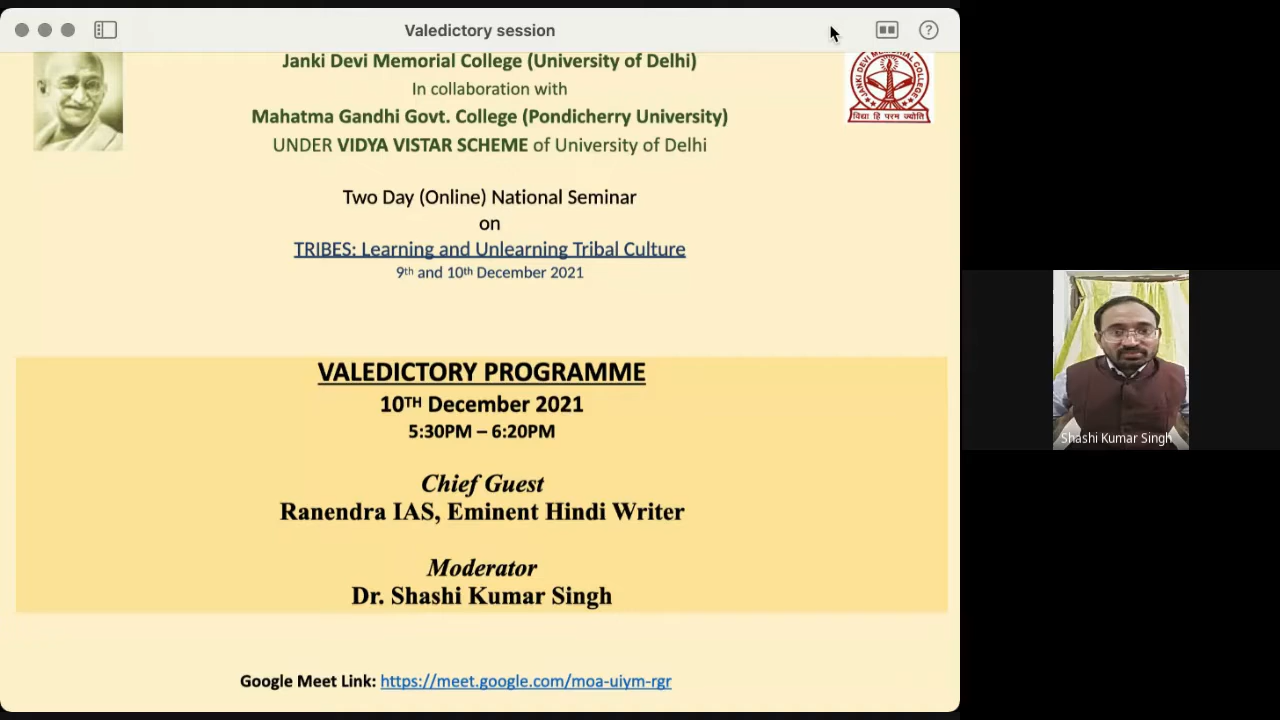 Valedictory session
?
Janki Devi Memorial College (University of Delhi)
In collaboration with
Mahatma Gandhi Govt. College (Pondicherry University)
UNDER VIDYA VISTAR SCHEME of University of Delhi
JANKI DEVI MEMORIAL COLLEGE
विद्या हि परम ज्योति
Two Day (Online) National Seminar
on
TRIBES: Learning and Unlearning Tribal Culture
9th and 10th December 2021
VALEDICTORY PROGRAMME
10TH December 2021
5:30PM – 6:20PM
Chief Guest
Ranendra IAS, Eminent Hindi Writer
Moderator
Dr. Shashi Kumar Singh
Google Meet Link: https://meet.google.com/moa-uiym-rgr
Shashi Kumar Singh